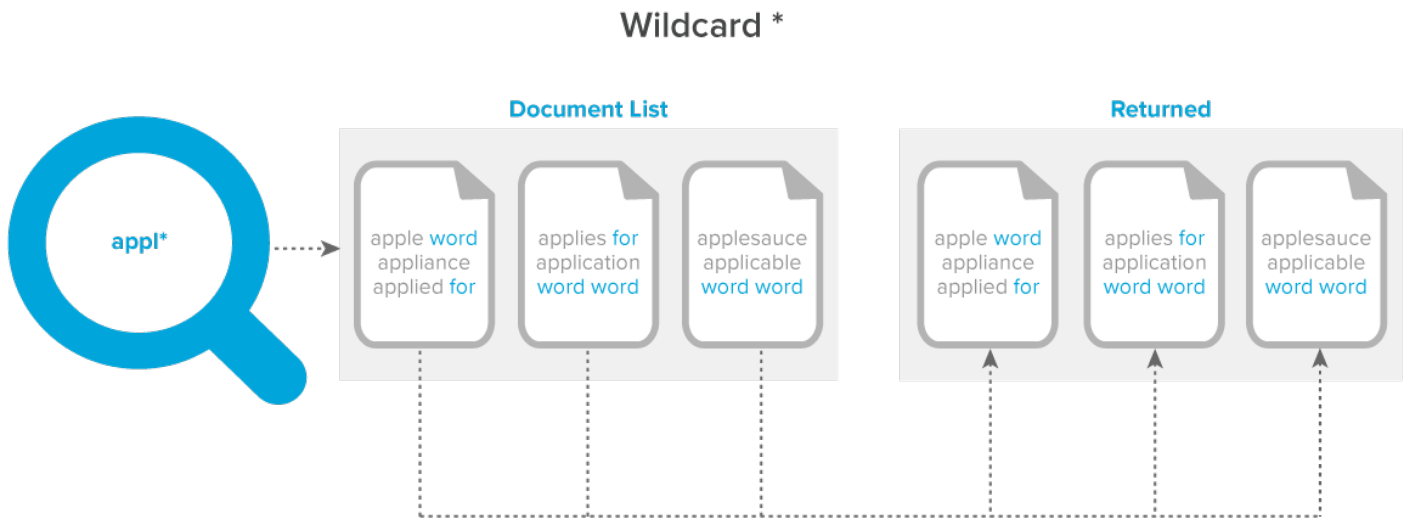 Wildcard *
Document List
Returned
appl*
apple word
appliance
applied for
applies for
application
word word
applesauce
applicable
word word
apple word
appliance
applied for
applies for
application
word word
applesauce
applicable
word word